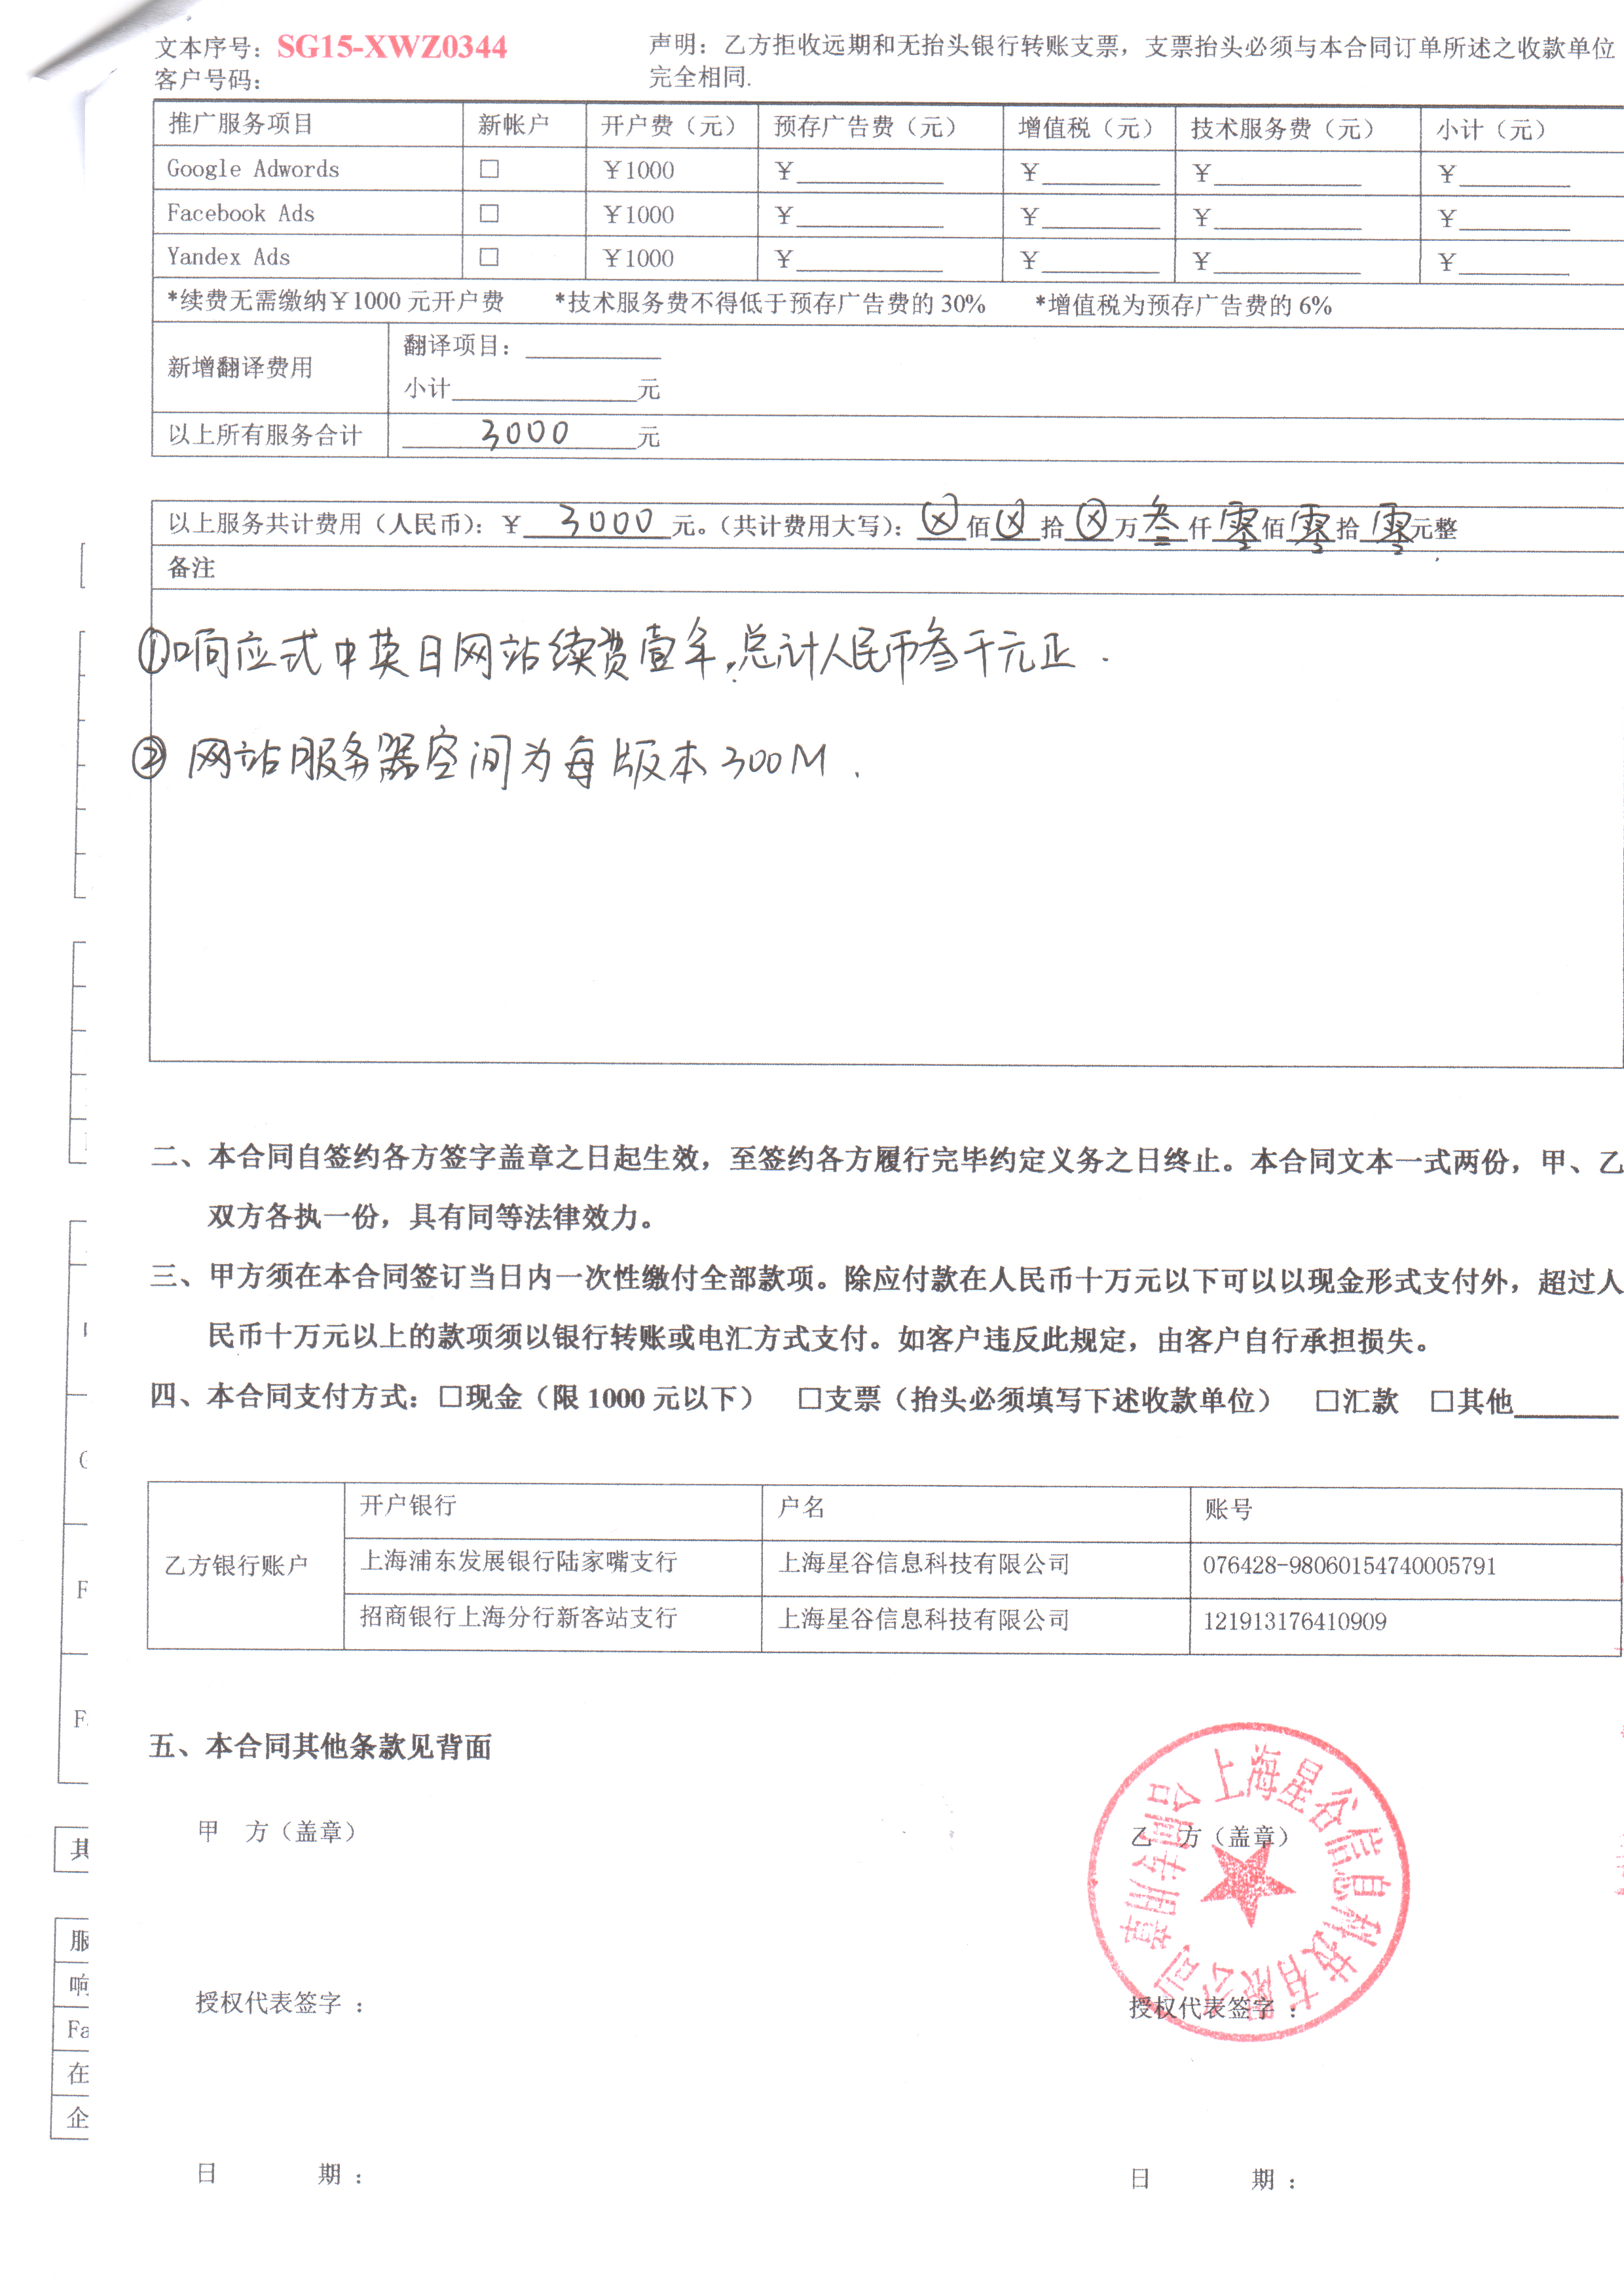 文本序号：SG15-XWZ0344
声明：乙方拒收远期和无抬头银行转账支票，支票抬头必须与本合同订单所述之收款单位
客户号码：
完全相同.
推广服务项目 新帐户 开户费（元） 预存广告费（元） 增值税（元） 技术服务费（元） 小计（元）
Google Adwords □ ￥1000 ￥ ￥ ￥ ￥
Facebook Ads □ ￥1000 ￥ ￥ ￥ ￥
Yandex Ads □ ￥1000 ￥ ￥ ￥ ￥
*续费无需缴纳￥1000元开户费 *技术服务费不得低于预存广告费的30% *增值税为预存广告费的6%
新增翻译费用
翻译项目：
小计 元
以上所有服务合计 3000 元
以上服务共计费用（人民币）：￥ 3000 元。（共计费用大写）：ⓧ佰ⓧ拾ⓧ万叁仟零佰零拾零元整
备注
①响应式中英日网站续费壹年,总计人民币叁千元正.
②网站服务器空间为每版本300M.
二、本合同自签约各方签字盖章之日起生效，至签约各方履行完毕约定义务之日终止。本合同文本一式两份，甲、乙
双方各执一份，具有同等法律效力。
三、甲方须在本合同签订当日内一次性缴付全部款项。除应付款在人民币十万元以下可以以现金形式支付外，超过人
民币十万元以上的款项须以银行转账或电汇方式支付。如客户违反此规定，由客户自行承担损失。
四、本合同支付方式：□现金（限1000元以下） □支票（抬头必须填写下述收款单位） □汇款 □其他
乙方银行账户
开户银行 户名 账号
上海浦东发展银行陆家嘴支行 上海星谷信息科技有限公司 076428-98060154740005791
招商银行上海分行新客站支行 上海星谷信息科技有限公司 121913176410909
五、本合同其他条款见背面
甲 方（盖章） 乙 方（盖章）
上海星谷信息科技有限公司
合同专用章
授权代表签字： 授权代表签字：
日 期： 日 期：
其
服
响
Fa
在
企